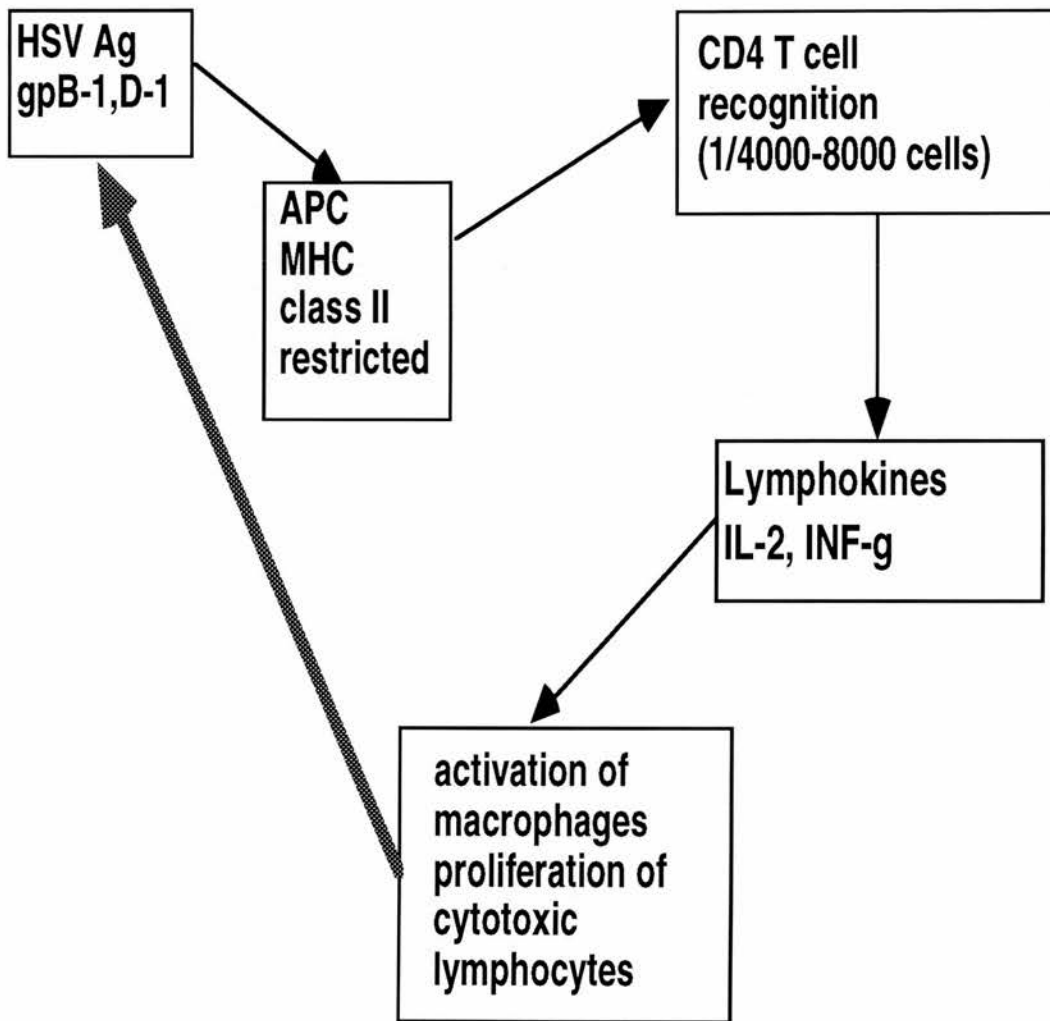 HSV Ag
gpB-1,D-1
APC
MHC
class II
restricted
CD4 T cell
recognition
(1/4000-8000 cells)
Lymphokines
IL-2, INF-g
activation of
macrophages
proliferation of
cytotoxic
lymphocytes